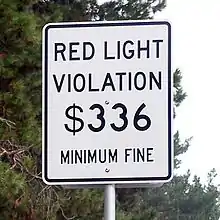 RED LIGHT
VIOLATION
$336
MINIMUM FINE